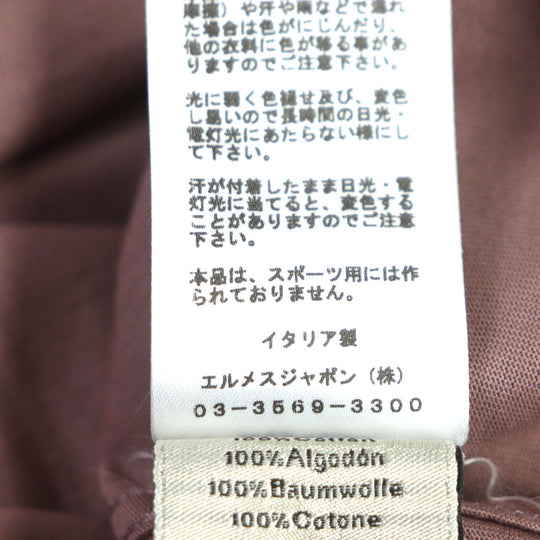 摩擦）や汗や雨などで濡れ
た場合は色がにじんだり、
他の衣料に色が移る事があ
りますのでご注意下さい。
光に弱く色褪せ及び、変色
し易いので長時間の日光・
電灯光にあたらない様にし
て下さい。
汗が付着したまま日光・電
灯光に当てると、変色する
ことがありますのでご注意
下さい。
本品は、スポーツ用には作
られておりません。
イタリア製
エルメスジャポン（株）
03-3569-3300
100%Cotton
100%Algodón
100%Baumwolle
100%Cotone